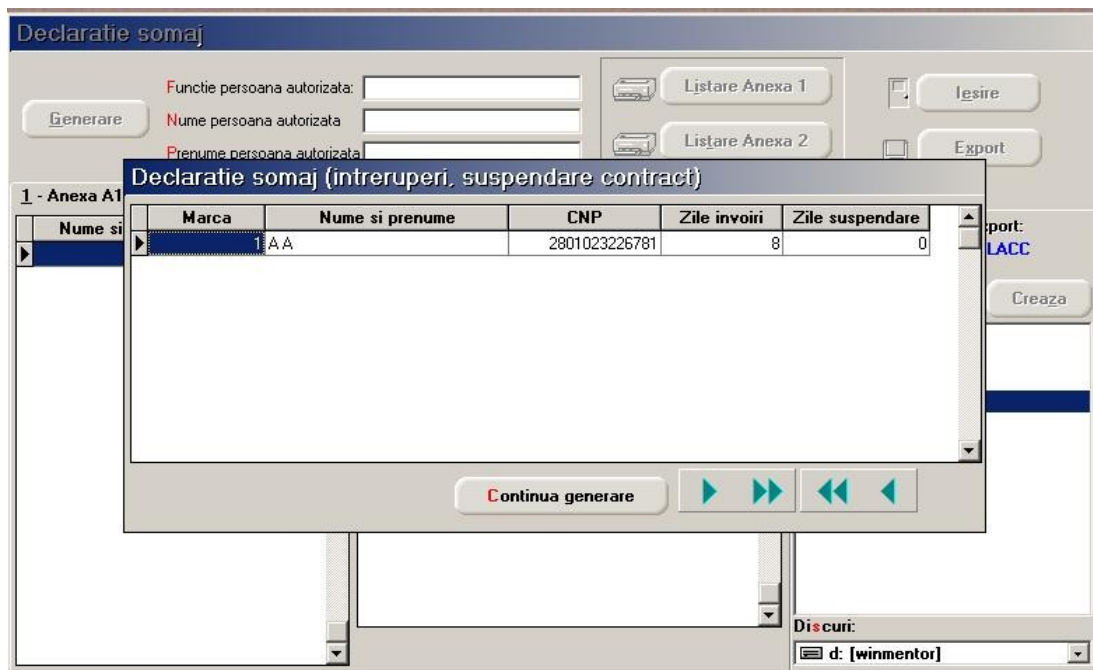 Declaratie somaj
Functie persoana autorizata:
Listare Anexa 1
Iesire
Generare
Nume persoana autorizata
Listare Anexa 2
Export
Prenume persoana autorizata
Declaratie somaj (intreruperi, suspendare contract)
1 - Anexa A1
Marca Nume si prenume CNP Zile invoiri Zile suspendare
Nume si
port:
1 A A 2801023226781 8 0
LACC
Creaza
Continua generare
Discuri:
d: [winmentor]